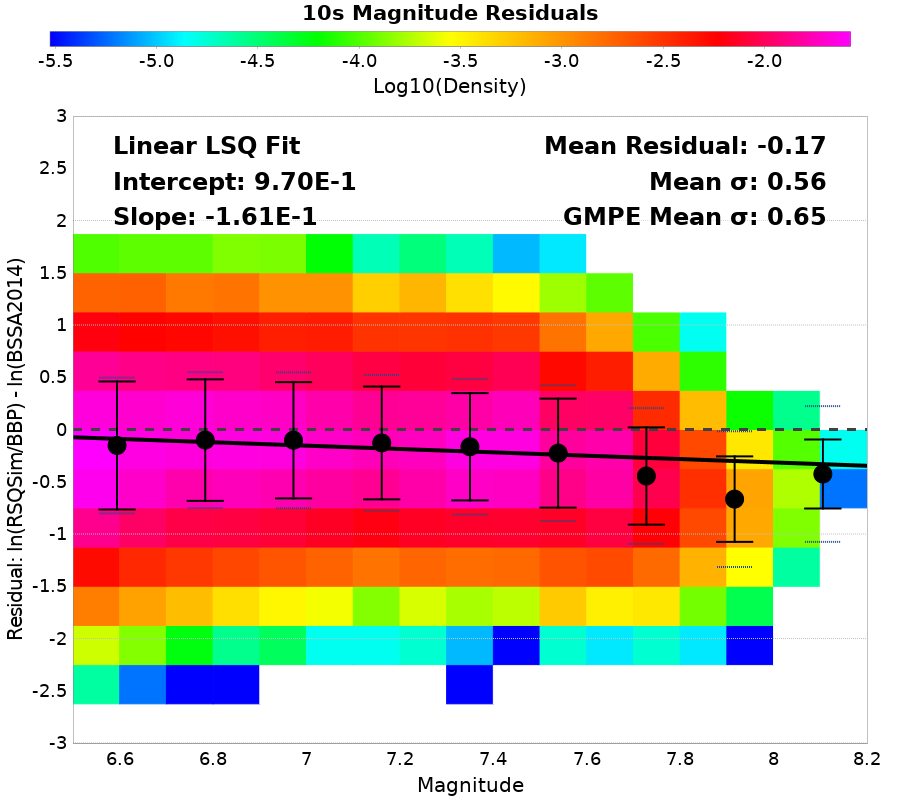 10s Magnitude Residuals
-5.5 -5.0 -4.5 -4.0 -3.5 -3.0 -2.5 -2.0
Log10(Density)
Linear LSQ Fit
Intercept: 9.70E-1
Slope: -1.61E-1
Mean Residual: -0.17
Mean σ: 0.56
GMPE Mean σ: 0.65
Residual: ln(RSQSim/BBP) - ln(BSSA2014)
3
2.5
2
1.5
1
0.5
0
-0.5
-1
-1.5
-2
-2.5
-3
6.6 6.8 7 7.2 7.4 7.6 7.8 8 8.2
Magnitude